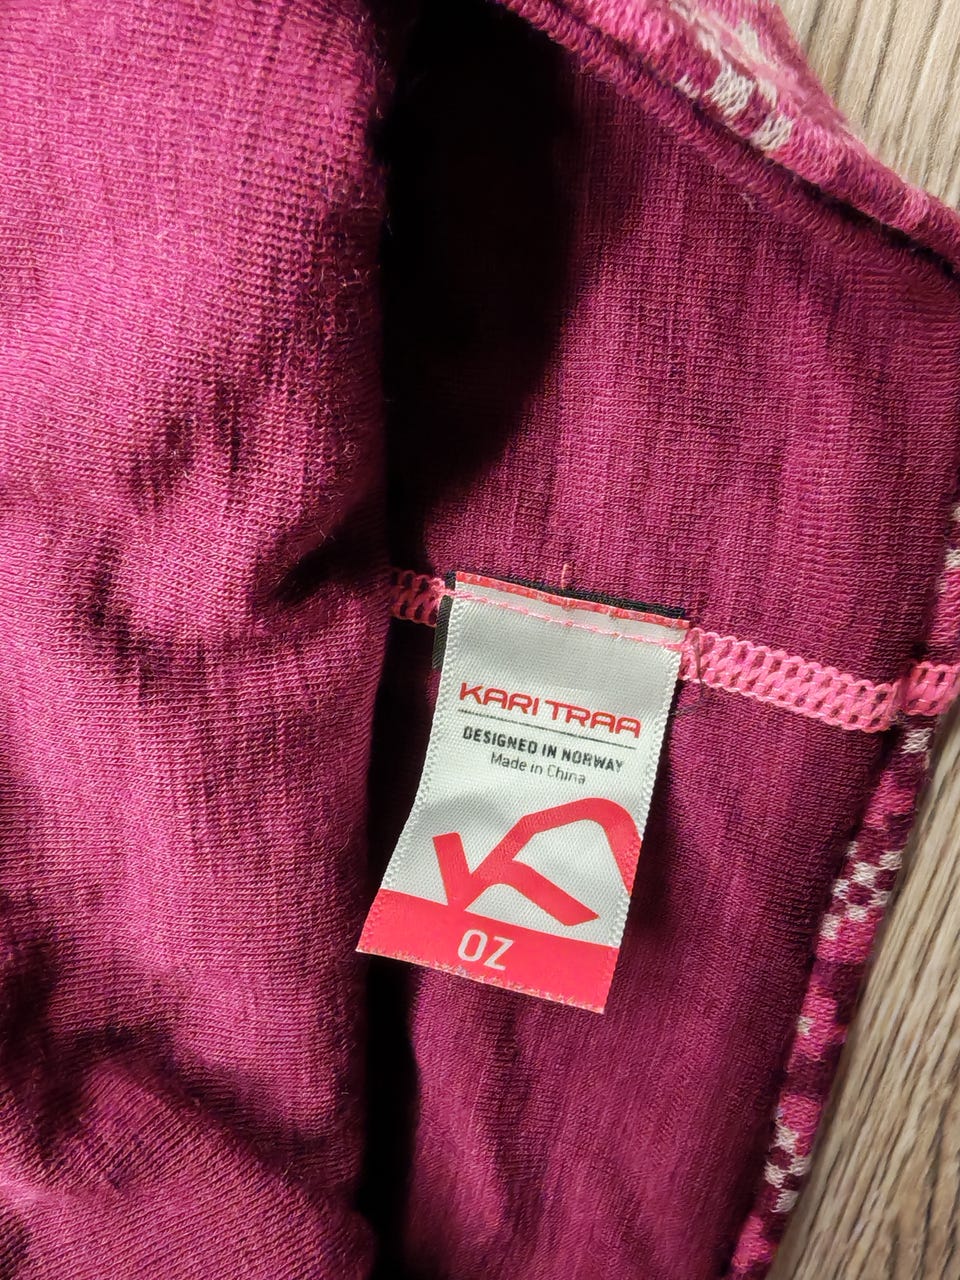 KARI TRAA
DESIGNED IN NORWAY
Made in China
OZ